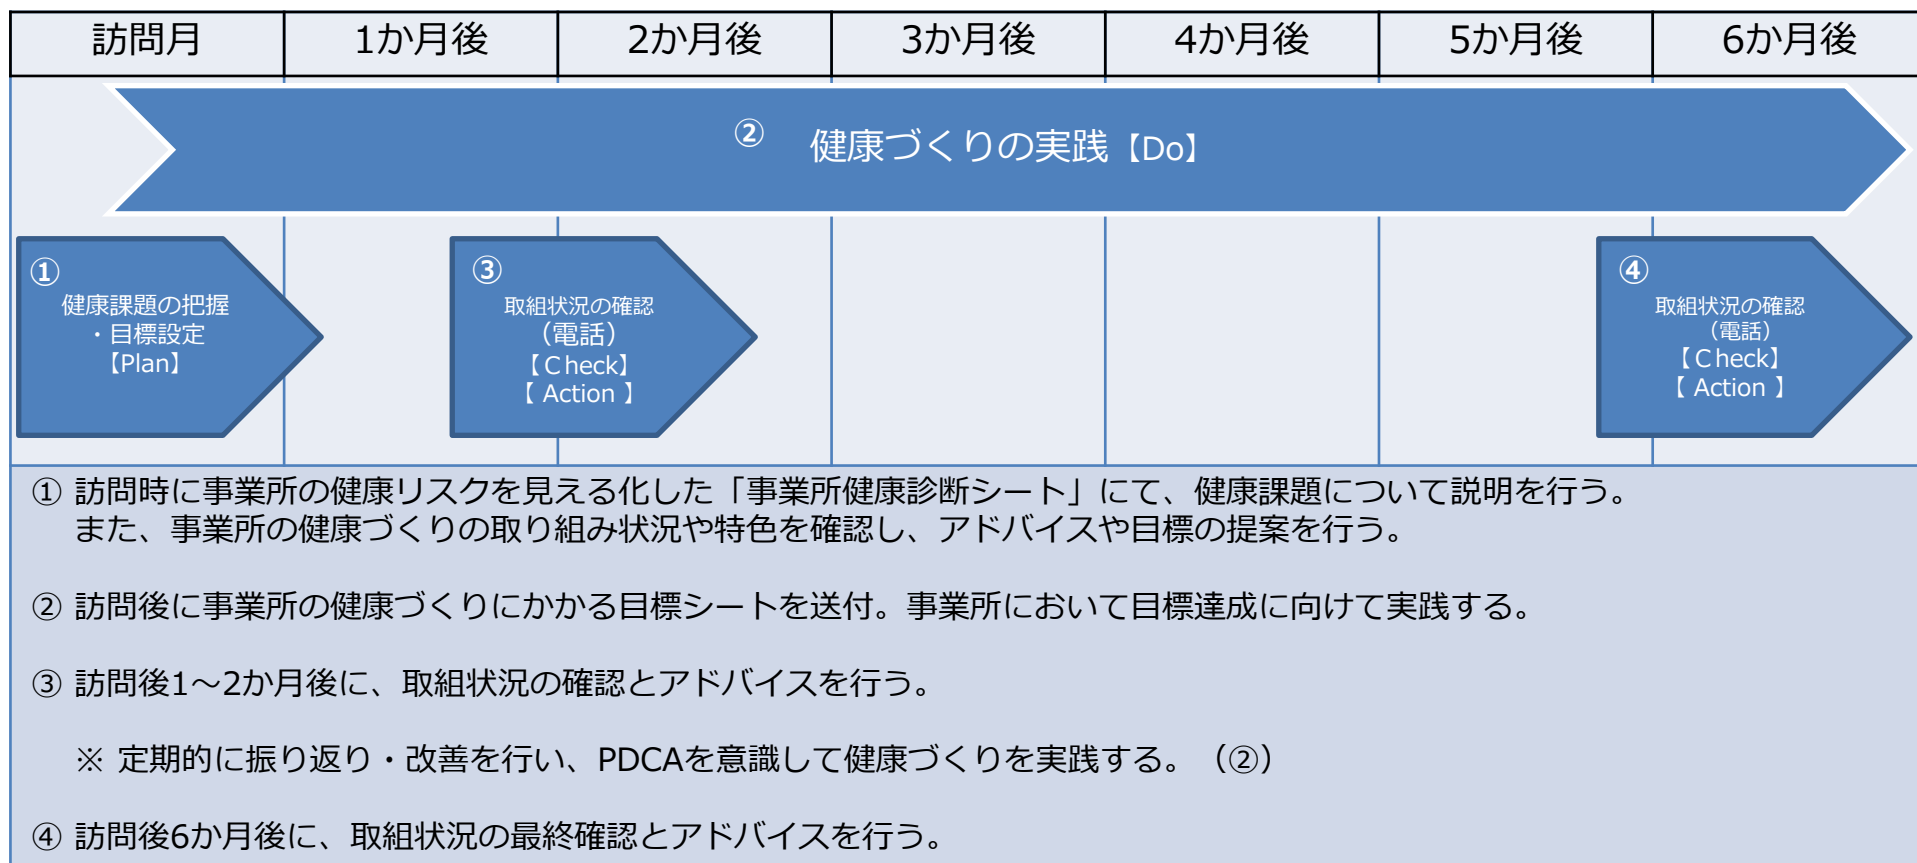 訪問月 1か月後 2か月後 3か月後 4か月後 5か月後 6か月後
② 健康づくりの実践【Do】
①
健康課題の把握
・目標設定
【Plan】
③
取組状況の確認
（電話）
【Ｃheck】
【 Action 】
④
取組状況の確認
（電話）
【Ｃheck】
【 Action 】
① 訪問時に事業所の健康リスクを見える化した「事業所健康診断シート」にて、健康課題について説明を行う。
また、事業所の健康づくりの取り組み状況や特色を確認し、アドバイスや目標の提案を行う。
② 訪問後に事業所の健康づくりにかかる目標シートを送付。事業所において目標達成に向けて実践する。
③ 訪問後1～2か月後に、取組状況の確認とアドバイスを行う。
※ 定期的に振り返り・改善を行い、PDCAを意識して健康づくりを実践する。（②）
④ 訪問後6か月後に、取組状況の最終確認とアドバイスを行う。